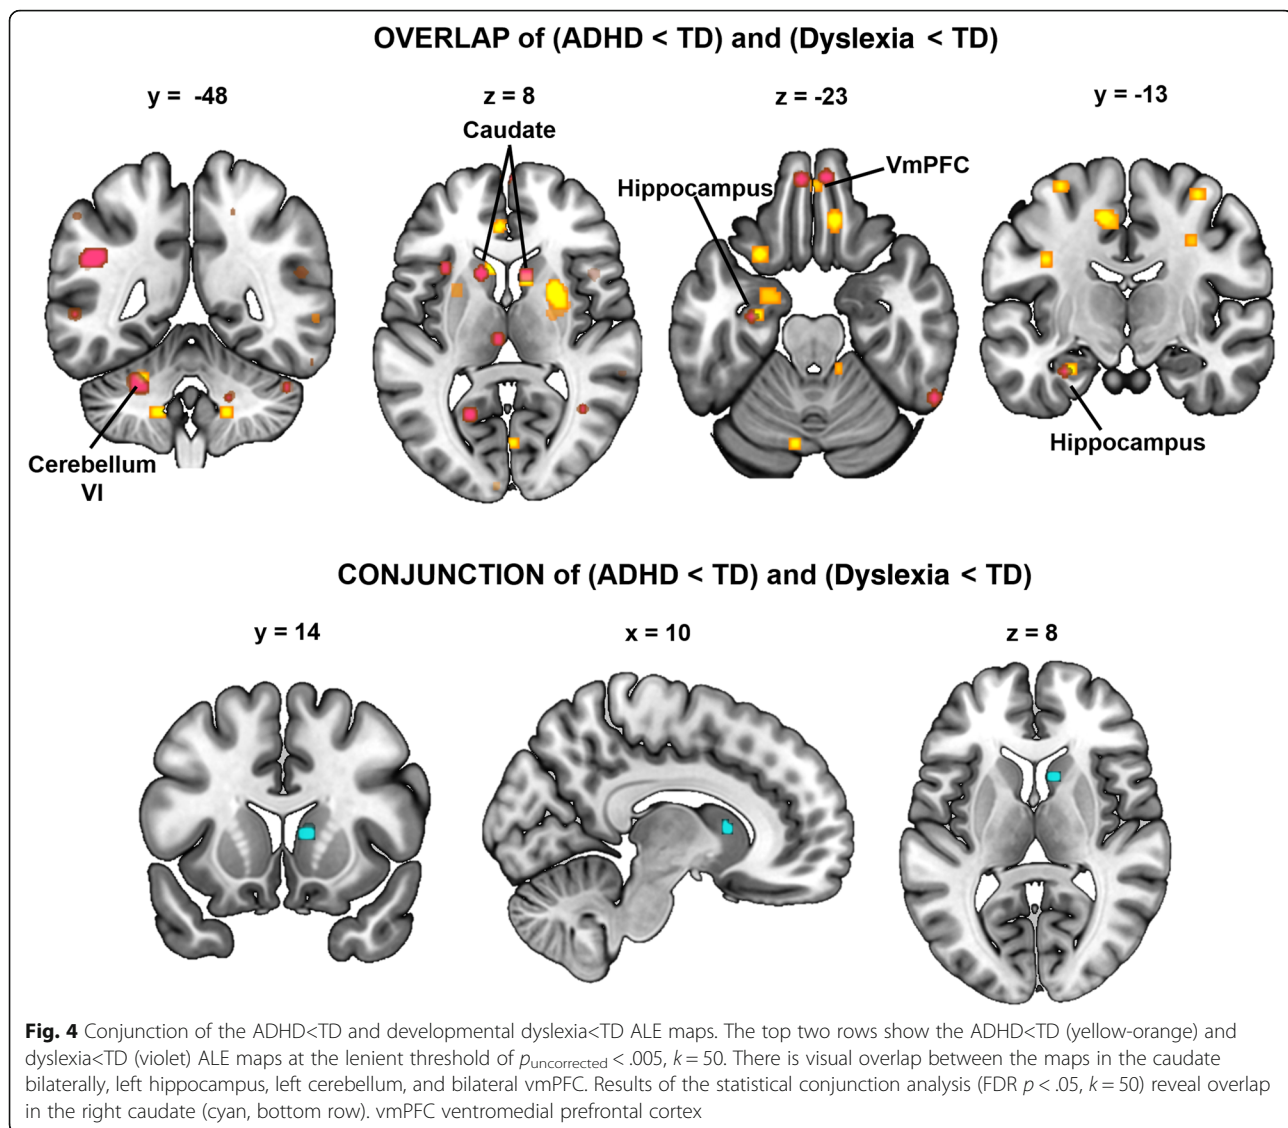 OVERLAP of (ADHD < TD) and (Dyslexia < TD)
y = -48
z = 8
z = -23
y = -13
Caudate
VmPFC
Hippocampus
Hippocampus
Cerebellum
VI
CONJUNCTION of (ADHD < TD) and (Dyslexia < TD)
y = 14
x = 10
z = 8
Fig. 4 Conjunction of the ADHD<TD and developmental dyslexia<TD ALE maps. The top two rows show the ADHD<TD (yellow-orange) and
dyslexia<TD (violet) ALE maps at the lenient threshold of puncorrected < .005, k = 50. There is visual overlap between the maps in the caudate
bilaterally, left hippocampus, left cerebellum, and bilateral vmPFC. Results of the statistical conjunction analysis (FDR p < .05, k = 50) reveal overlap
in the right caudate (cyan, bottom row). vmPFC ventromedial prefrontal cortex